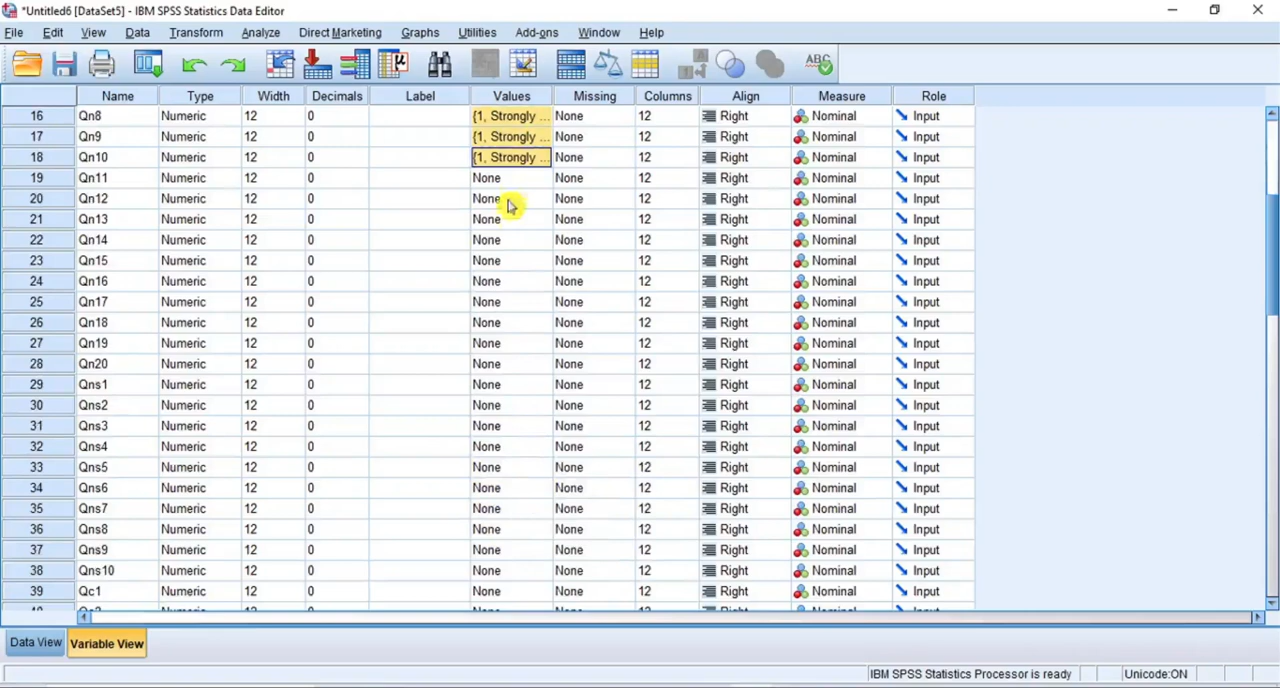 *Untitled6 [DataSet5] - IBM SPSS Statistics Data Editor
File Edit View Data Transform Analyze Direct Marketing Graphs Utilities Add-ons Window Help
Name Type Width Decimals Label Values Missing Columns Align Measure Role
16 Qn8 Numeric 12 0 {1, Strongly ... None 12 Right Nominal Input
17 Qn9 Numeric 12 0 {1, Strongly ... None 12 Right Nominal Input
18 Qn10 Numeric 12 0 {1, Strongly ... None 12 Right Nominal Input
19 Qn11 Numeric 12 0 None None 12 Right Nominal Input
20 Qn12 Numeric 12 0 None None 12 Right Nominal Input
21 Qn13 Numeric 12 0 None None 12 Right Nominal Input
22 Qn14 Numeric 12 0 None None 12 Right Nominal Input
23 Qn15 Numeric 12 0 None None 12 Right Nominal Input
24 Qn16 Numeric 12 0 None None 12 Right Nominal Input
25 Qn17 Numeric 12 0 None None 12 Right Nominal Input
26 Qn18 Numeric 12 0 None None 12 Right Nominal Input
27 Qn19 Numeric 12 0 None None 12 Right Nominal Input
28 Qn20 Numeric 12 0 None None 12 Right Nominal Input
29 Qns1 Numeric 12 0 None None 12 Right Nominal Input
30 Qns2 Numeric 12 0 None None 12 Right Nominal Input
31 Qns3 Numeric 12 0 None None 12 Right Nominal Input
32 Qns4 Numeric 12 0 None None 12 Right Nominal Input
33 Qns5 Numeric 12 0 None None 12 Right Nominal Input
34 Qns6 Numeric 12 0 None None 12 Right Nominal Input
35 Qns7 Numeric 12 0 None None 12 Right Nominal Input
36 Qns8 Numeric 12 0 None None 12 Right Nominal Input
37 Qns9 Numeric 12 0 None None 12 Right Nominal Input
38 Qns10 Numeric 12 0 None None 12 Right Nominal Input
39 Qc1 Numeric 12 0 None None 12 Right Nominal Input
Data View Variable View
IBM SPSS Statistics Processor is ready Unicode:ON